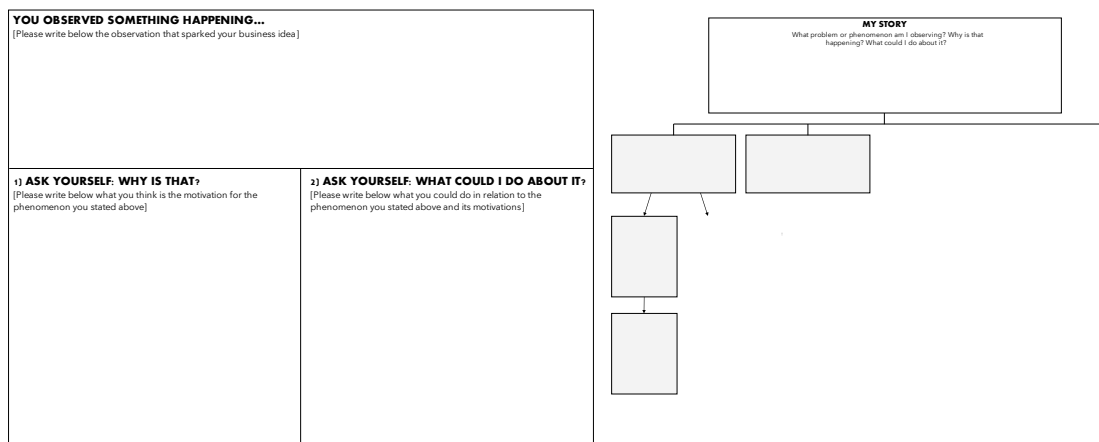 YOU OBSERVED SOMETHING HAPPENING...
[Please write below the observation that sparked your business idea]
1) ASK YOURSELF: WHY IS THAT?
[Please write below what you think is the motivation for the
phenomenon you stated above]
2) ASK YOURSELF: WHAT COULD I DO ABOUT IT?
[Please write below what you could do in relation to the
phenomenon you stated above and its motivations]
MY STORY
What problem or phenomenon am I observing? Why is that
happening? What could I do about it?